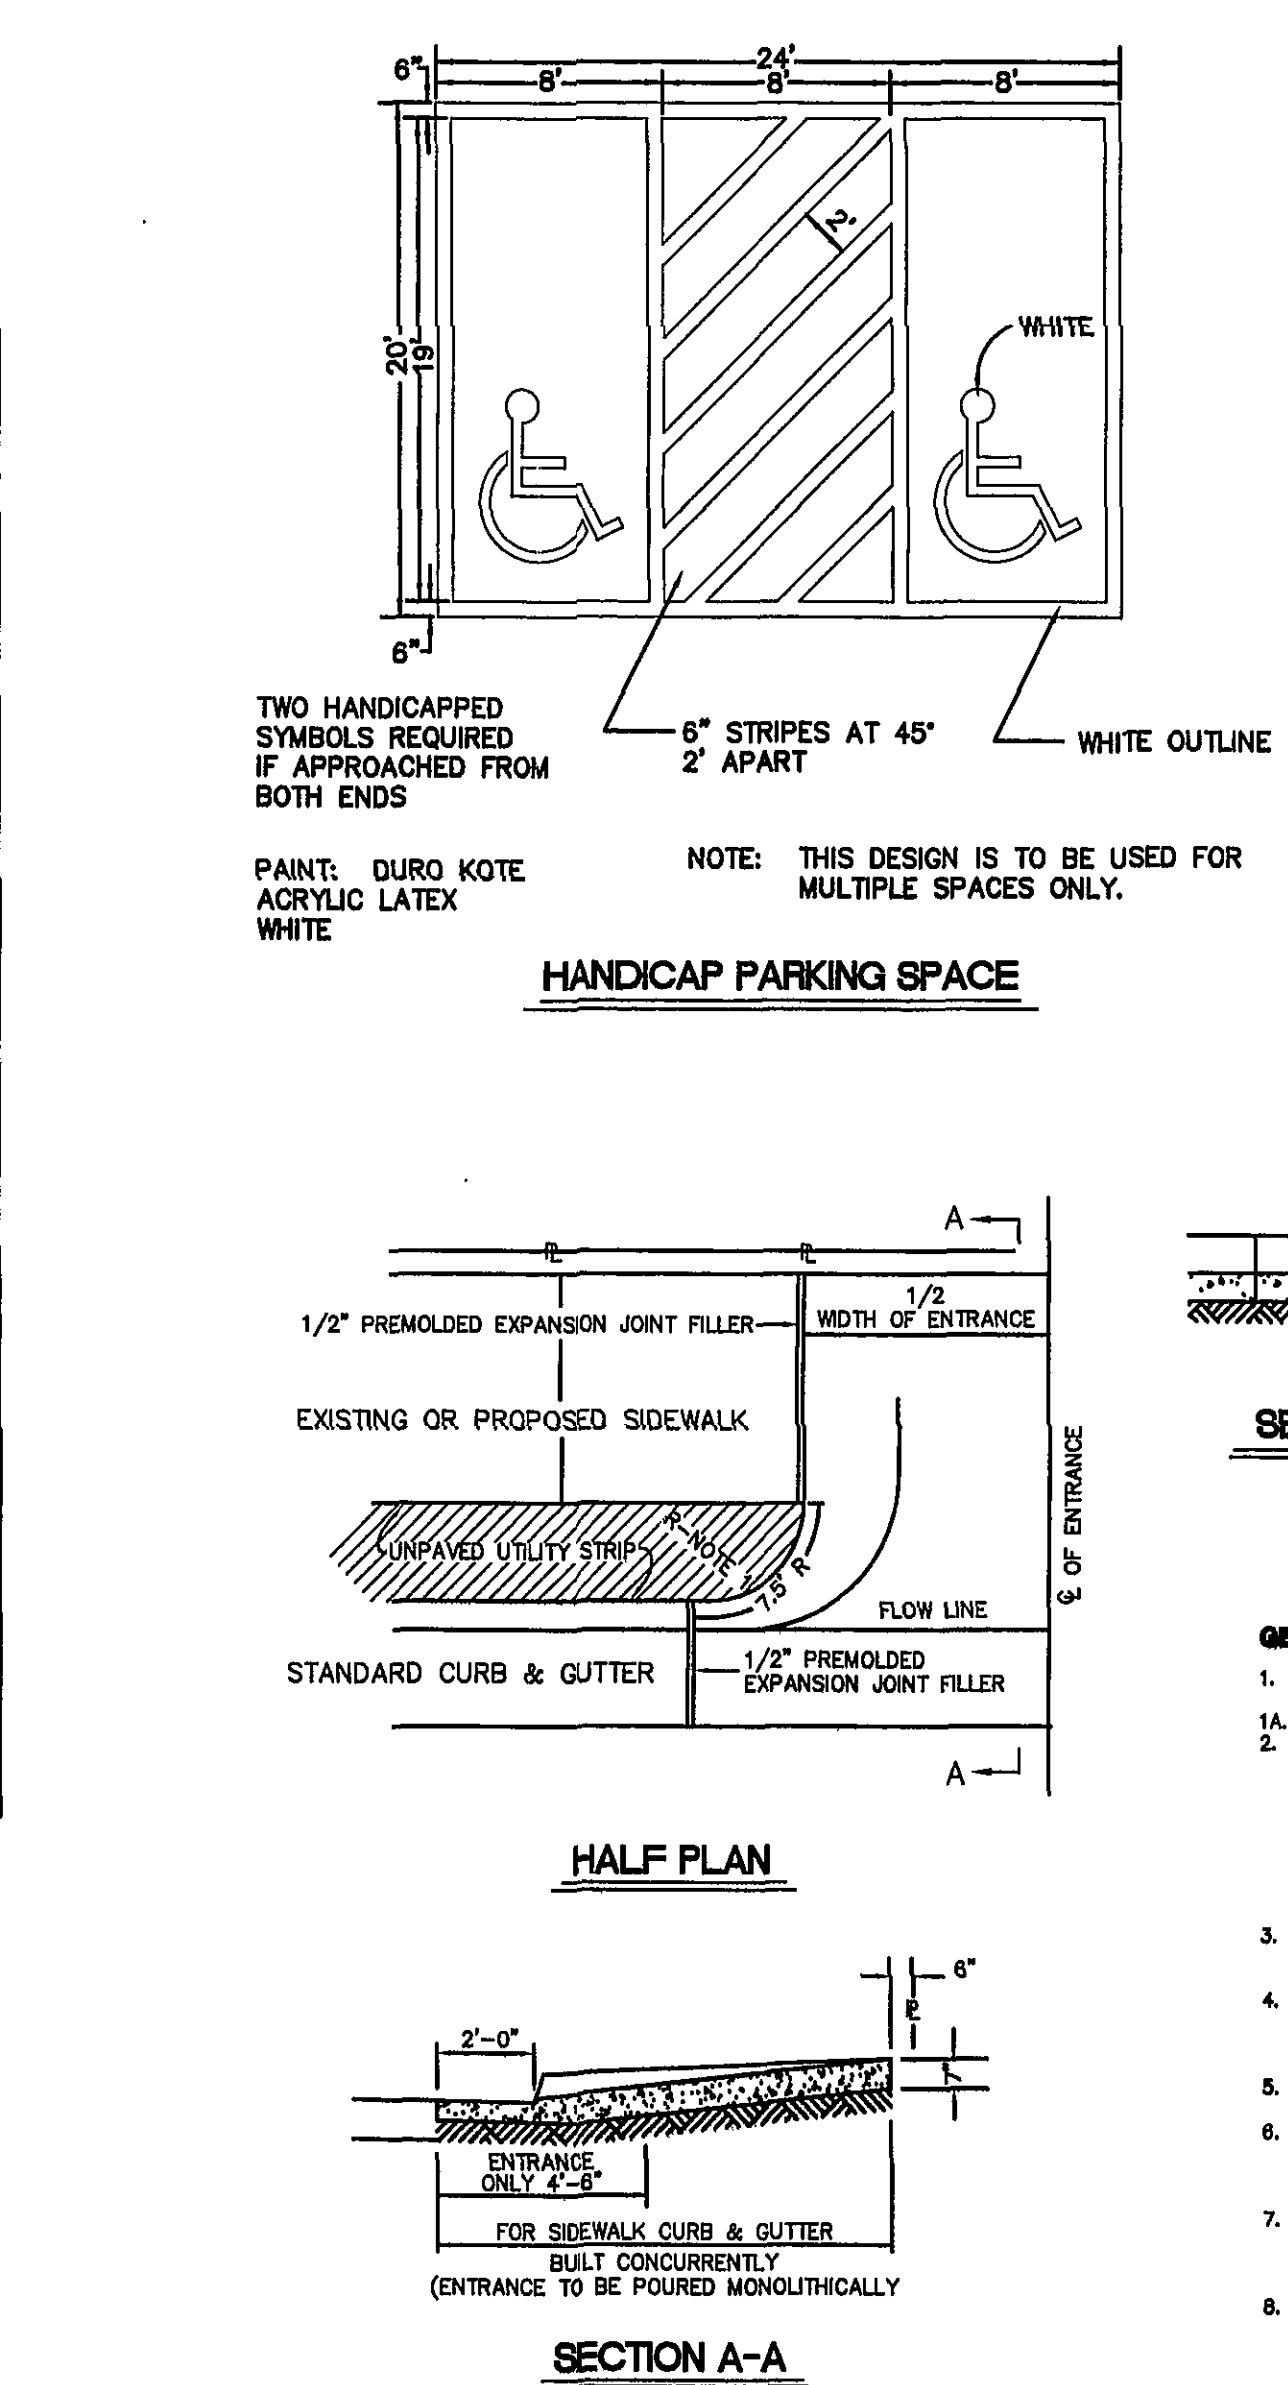 24'
6"
8'
8'
8'
2'
WHITE
20'
19'
6"
TWO HANDICAPPED
SYMBOLS REQUIRED
IF APPROACHED FROM
BOTH ENDS
6" STRIPES AT 45°
2' APART
WHITE OUTLINE
PAINT: DURO KOTE
ACRYLIC LATEX
WHITE
NOTE: THIS DESIGN IS TO BE USED FOR
MULTIPLE SPACES ONLY.
HANDICAP PARKING SPACE
A
PL
PL
1/2
WIDTH OF ENTRANCE
1/2" PREMOLDED EXPANSION JOINT FILLER
EXISTING OR PROPOSED SIDEWALK
℄ OF ENTRANCE
UNPAVED UTILITY STRIP
R-NOTE 1
7.5' R
FLOW LINE
STANDARD CURB & GUTTER
1/2" PREMOLDED
EXPANSION JOINT FILLER
A
HALF PLAN
1.
1A.
2.
3.
4.
5.
6.
7.
8.
6"
PL
2'-0"
7"
ENTRANCE
ONLY 4'-6"
FOR SIDEWALK CURB & GUTTER
BUILT CONCURRENTLY
(ENTRANCE TO BE POURED MONOLITHICALLY
SECTION A-A